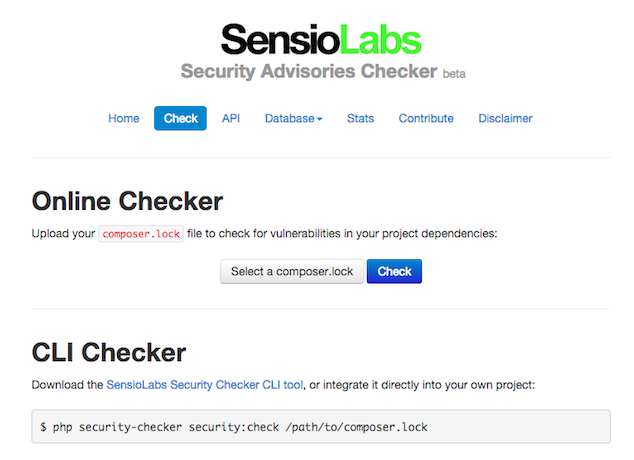 SensioLabs
Security Advisories Checker beta
Home Check API Database Stats Contribute Disclaimer
Online Checker
Upload your composer.lock file to check for vulnerabilities in your project dependencies:
Select a composer.lock Check
CLI Checker
Download the SensioLabs Security Checker CLI tool, or integrate it directly into your own project:
$ php security-checker security:check /path/to/composer.lock